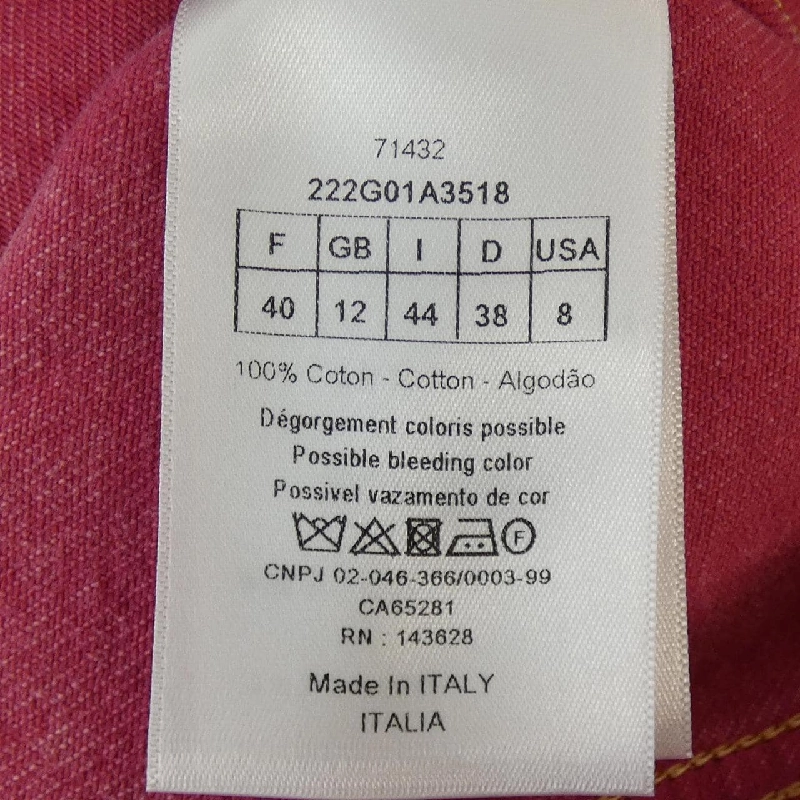 71432
222G01A3518
F GB I D USA
40 12 44 38 8
100% Coton - Cotton - Algodão
Dégorgement coloris possible
Possible bleeding color
Possivel vazamento de cor
F
CNPJ 02-046-366/0003-99
CA65281
RN : 143628
Made In ITALY
ITALIA